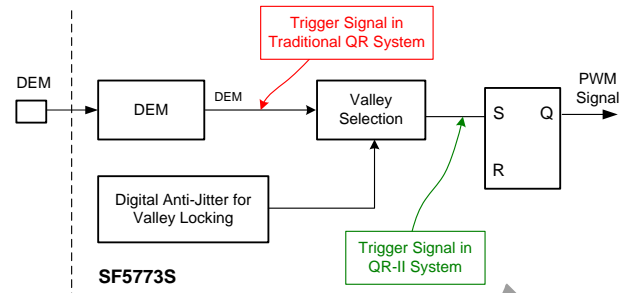 Trigger Signal in
Traditional QR System
DEM
DEM
DEM
Valley
Selection
PWM
Signal
S
Q
R
Digital Anti-Jitter for
Valley Locking
Trigger Signal in
QR-II System
SF5773S